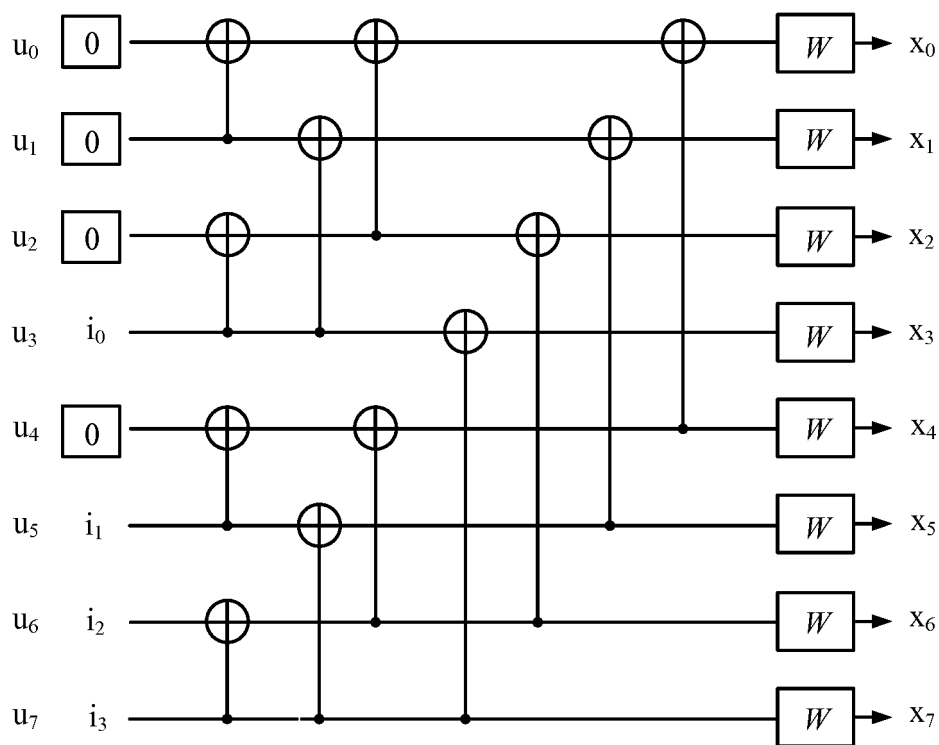 u₀ 0 W x₀
u₁ 0 W x₁
u₂ 0 W x₂
u₃ i₀ W x₃
u₄ 0 W x₄
u₅ i₁ W x₅
u₆ i₂ W x₆
u₇ i₃ W x₇